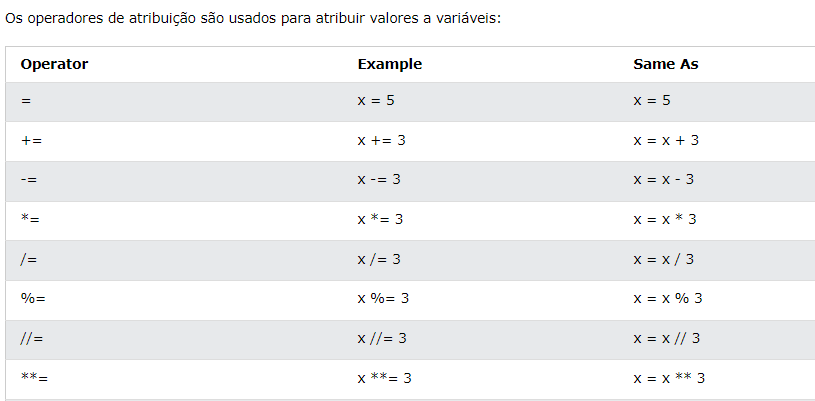 Os operadores de atribuição são usados para atribuir valores a variáveis:
Operator Example Same As
= x = 5 x = 5
+= x += 3 x = x + 3
-= x -= 3 x = x - 3
*= x *= 3 x = x * 3
/= x /= 3 x = x / 3
%= x %= 3 x = x % 3
//= x //= 3 x = x // 3
**= x **= 3 x = x ** 3